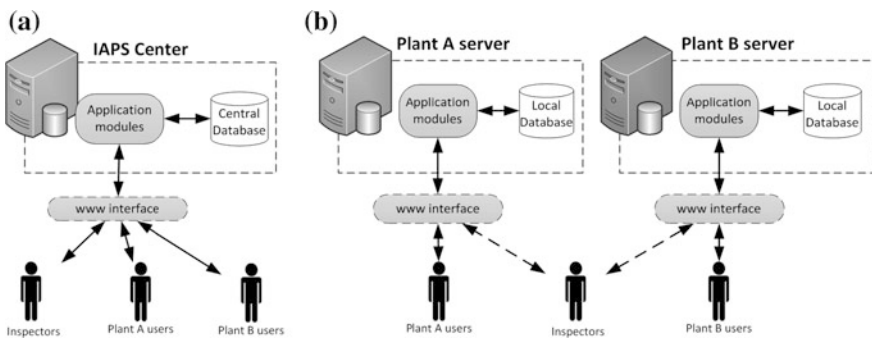 (a)
IAPS Center
Application
modules
Central
Database
www interface
Inspectors
Plant A users
Plant B users
(b)
Plant A server
Application
modules
Local
Database
www interface
Plant B server
Application
modules
Local
Database
www interface
Plant A users
Inspectors
Plant B users